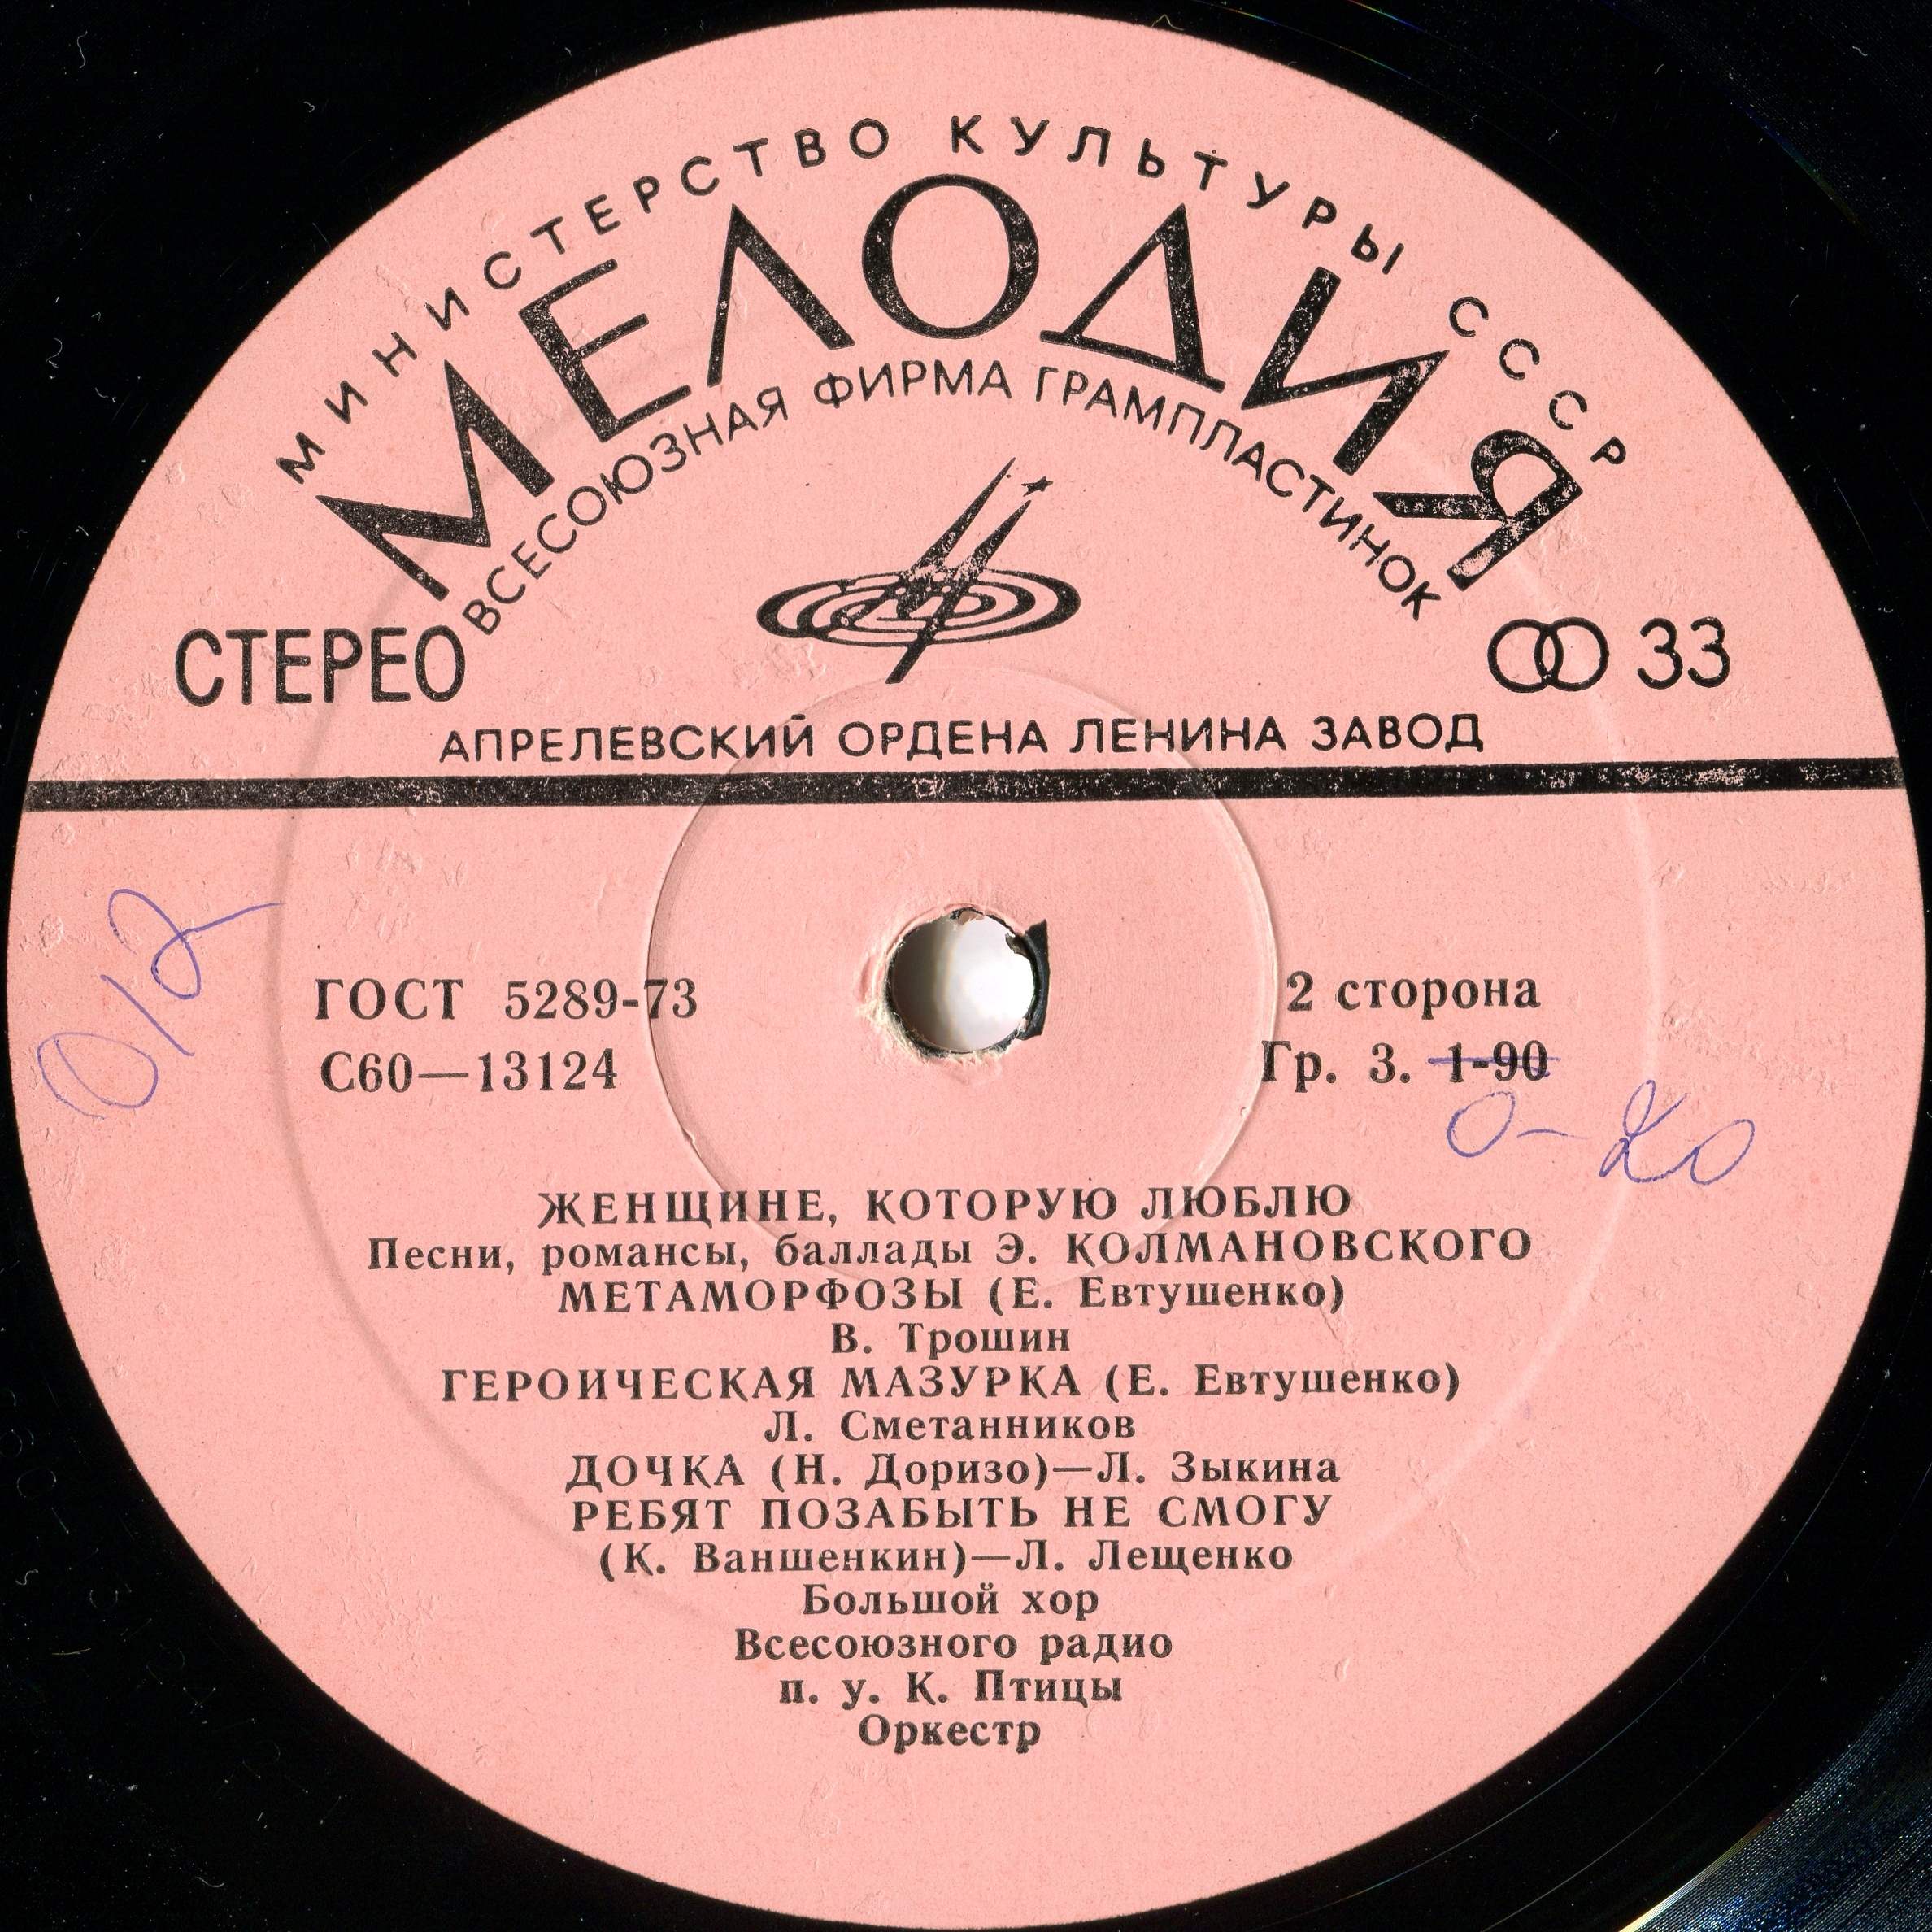 МИНИСТЕРСТВО КУЛЬТУРЫ СССР
МЕЛОДИЯ
ВСЕСОЮЗНАЯ ФИРМА ГРАМПЛАСТИНОК
СТЕРЕО
33
АПРЕЛЕВСКИЙ ОРДЕНА ЛЕНИНА ЗАВОД
012
ГОСТ 5289-73
2 сторона
С60—13124
Гр. 3. 1-90
0-20
ЖЕНЩИНЕ, КОТОРУЮ ЛЮБЛЮ
Песни, романсы, баллады Э. КОЛМАНОВСКОГО
МЕТАМОРФОЗЫ (Е. Евтушенко)
В. Трошин
ГЕРОИЧЕСКАЯ МАЗУРКА (Е. Евтушенко)
Л. Сметанников
ДОЧКА (Н. Доризо)—Л. Зыкина
РЕБЯТ ПОЗАБЫТЬ НЕ СМОГУ
(К. Ваншенкин)—Л. Лещенко
Большой хор
Всесоюзного радио
п. у. К. Птицы
Оркестр